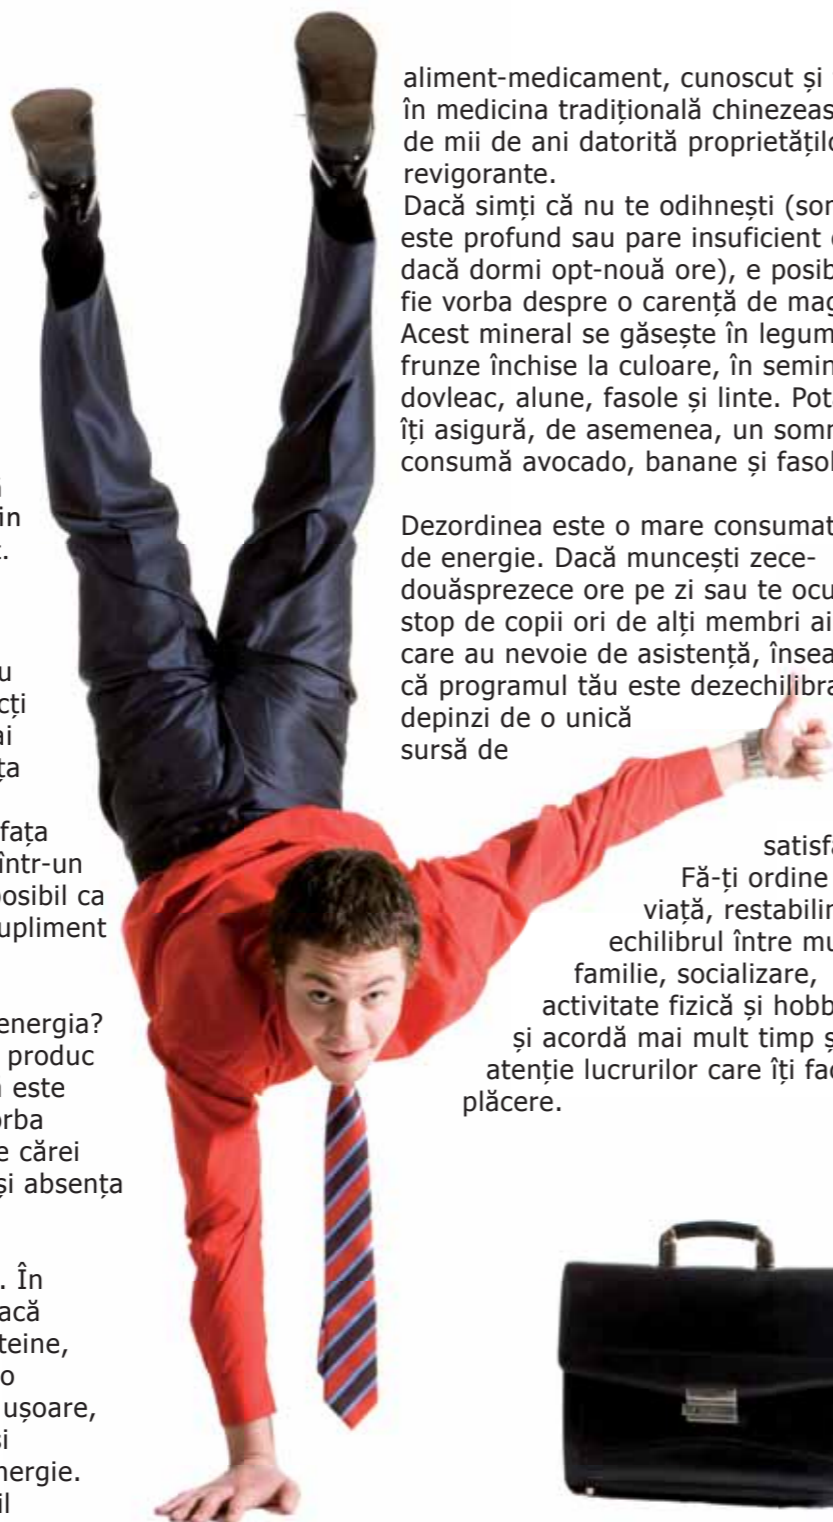 in
.
u
cți
ai
ța
fața
într-un
posibil ca
upliment
energia?
produc
este
orba
e cărei
și absența
. În
acă
teine,
o
ușoare,
și
nergie.
il
aliment-medicament, cunoscut și
în medicina tradițională chinezeas
de mii de ani datorită proprietățilo
revigorante.
Dacă simți că nu te odihnești (som
este profund sau pare insuficient c
dacă dormi opt-nouă ore), e posib
fie vorba despre o carență de mag
Acest mineral se găsește în legum
frunze închise la culoare, în semin
dovleac, alune, fasole și linte. Pota
îți asigură, de asemenea, un somn
consumă avocado, banane și fasol
Dezordinea este o mare consumat
de energie. Dacă muncești zece-
douăsprezece ore pe zi sau te ocu
stop de copii ori de alți membri ai
care au nevoie de asistență, însea
că programul tău este dezechilibra
depinzi de o unică
sursă de
satisfa
Fă-ți ordine
viață, restabilin
echilibrul între mu
familie, socializare,
activitate fizică și hobb
și acordă mai mult timp ș
atenție lucrurilor care îți fac
plăcere.